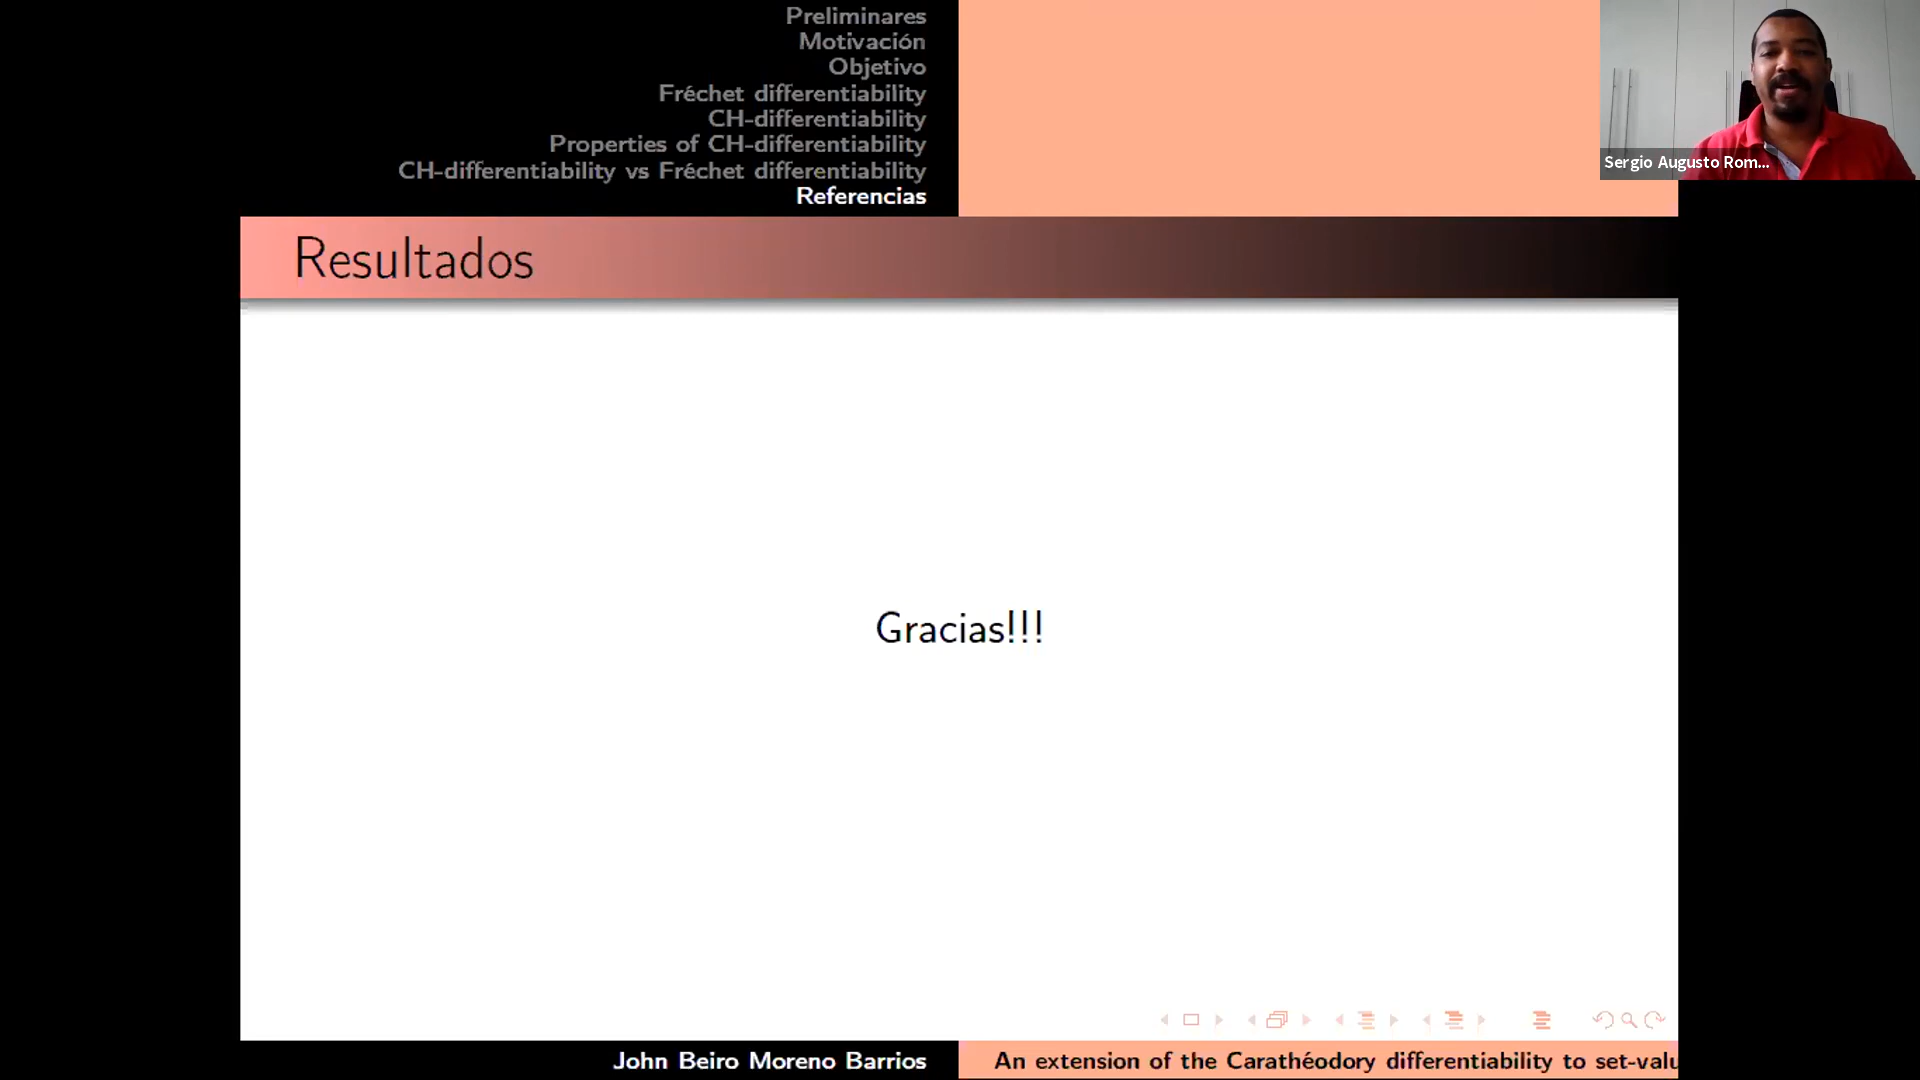 Preliminares
Motivación
Objetivo
Fréchet differentiability
CH-differentiability
Properties of CH-differentiability
CH-differentiability vs Fréchet differentiability
Referencias
Sergio Augusto Rom...
Resultados
Gracias!!!
John Beiro Moreno Barrios
An extension of the Carathéodory differentiability to set-valu